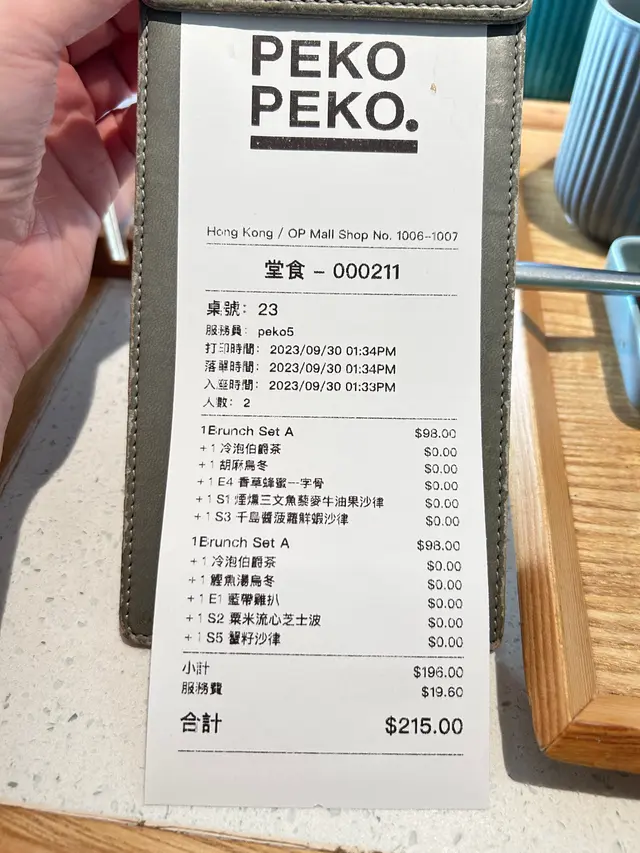 PEKO
PEKO.
Hong Kong / OP Mall Shop No. 1006-1007
堂食 - 000211
桌號: 23
服務員: peko5
打印時間: 2023/09/30 01:34PM
落單時間: 2023/09/30 01:34PM
入座時間: 2023/09/30 01:33PM
人數: 2
1Brunch Set A $98.00
+1 冷泡伯爵茶 $0.00
+1 胡麻烏冬 $0.00
+1 E4 香草蜂蜜一字骨 $0.00
+1 S1 煙燻三文魚藜麥牛油果沙律 $0.00
+1 S3 千島醬菠蘿鮮蝦沙律 $0.00
1Brunch Set A $98.00
+1 冷泡伯爵茶 $0.00
+1 鰹魚湯烏冬 $0.00
+1 E1 藍帶雞扒 $0.00
+1 S2 粟米流心芝士波 $0.00
+1 S5 蟹籽沙律 $0.00
小計 $196.00
服務費 $19.60
合計 $215.00